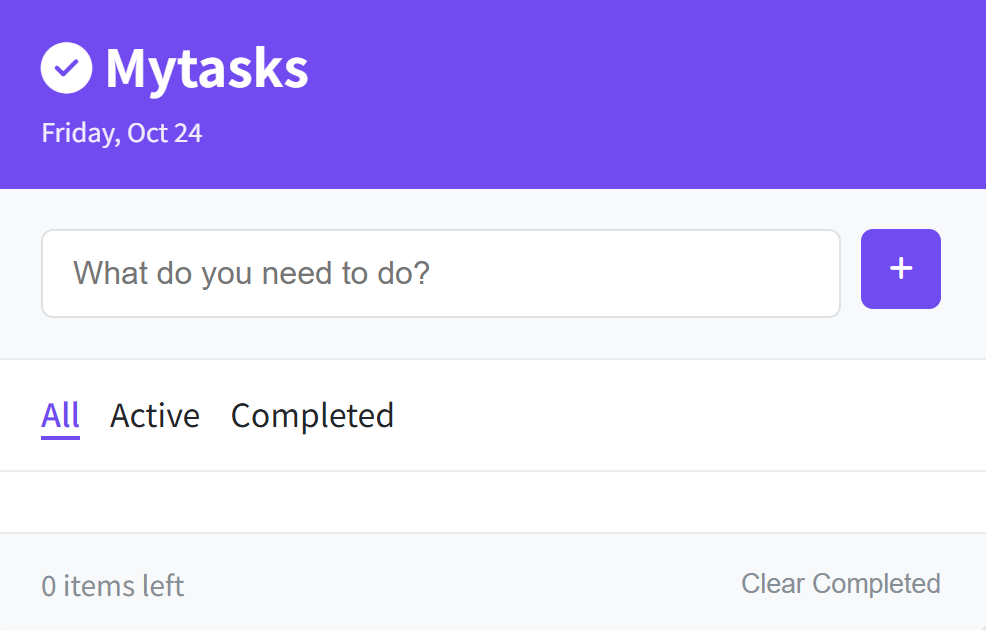 Mytasks
Friday, Oct 24
What do you need to do?
+
All Active Completed
0 items left
Clear Completed